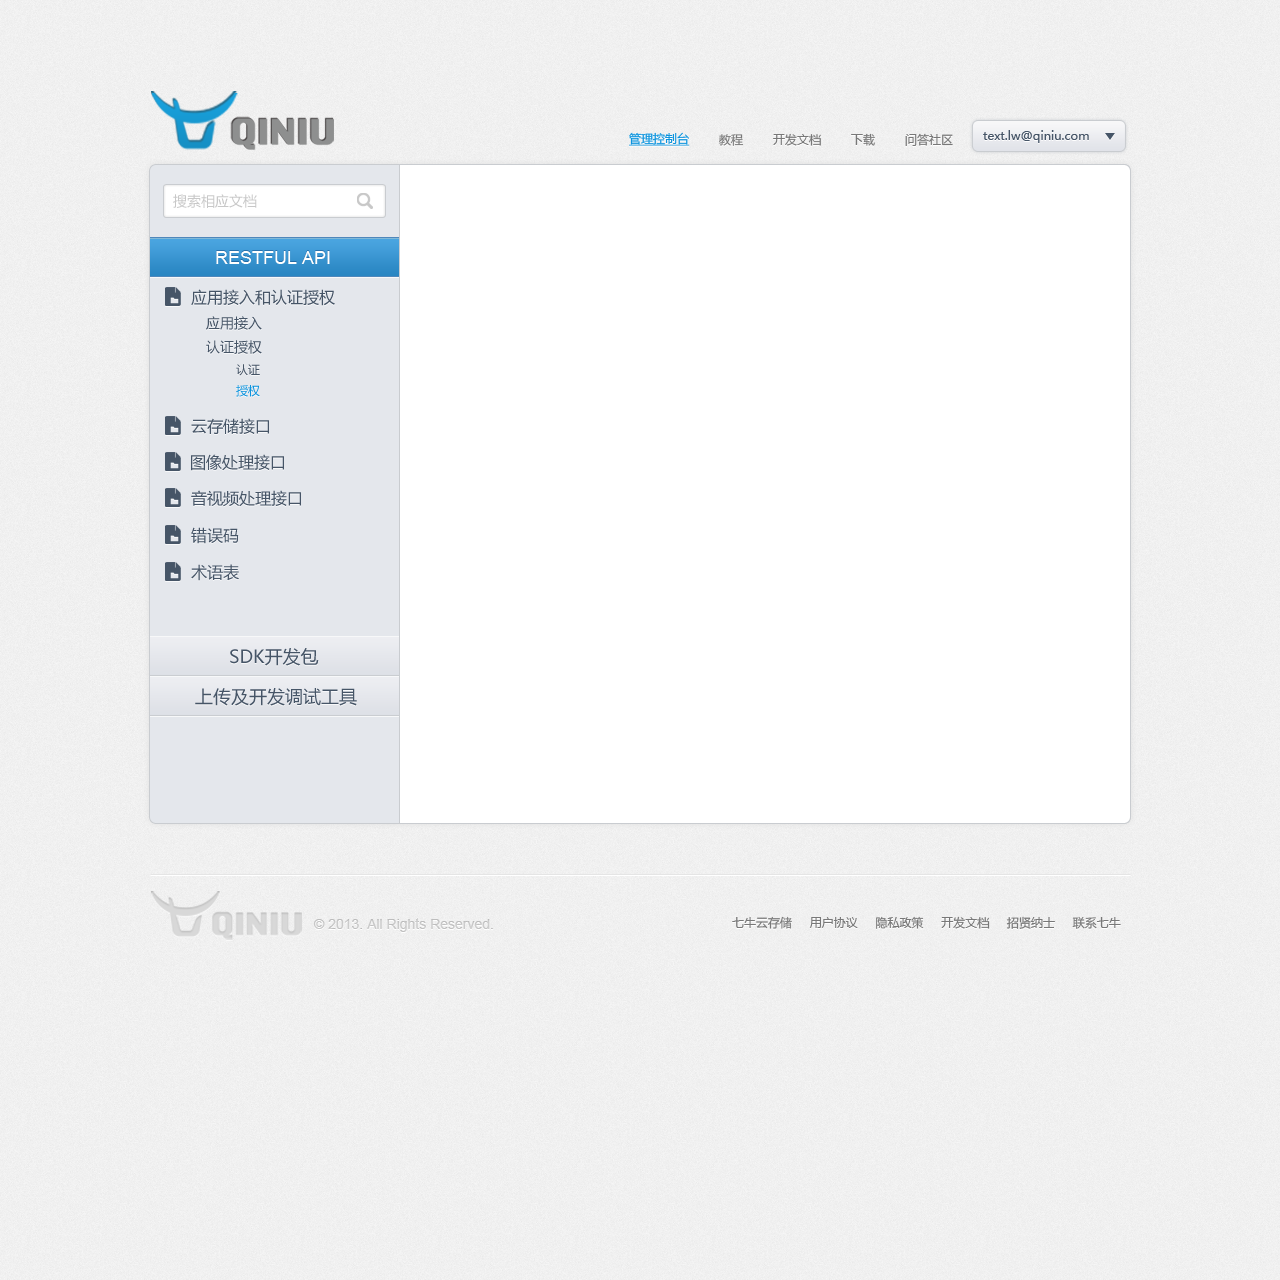 QINIU
管理控制台 教程 开发文档 下载 问答社区 text.lw@qiniu.com
搜索相应文档
RESTFUL API
应用接入和认证授权
应用接入
认证授权
认证
授权
云存储接口
图像处理接口
音视频处理接口
错误码
术语表
SDK开发包
上传及开发调试工具
QINIU © 2013. All Rights Reserved. 七牛云存储 用户协议 隐私政策 开发文档 招贤纳士 联系七牛